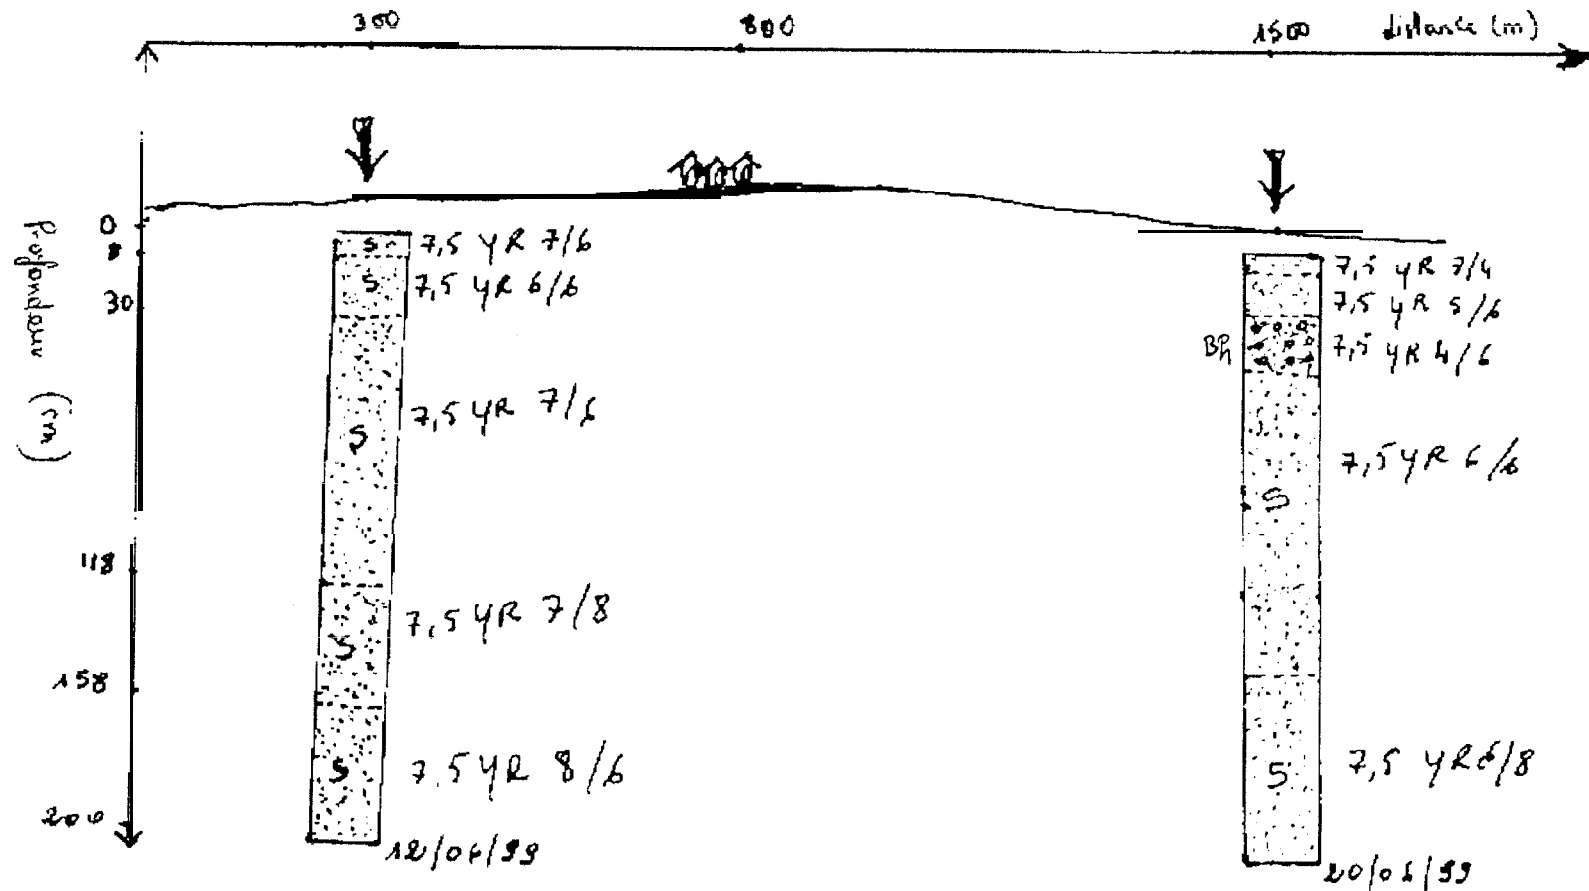 300
800
1500
distance (m)
profondeur (cm)
0
8
30
118
158
200
S 7,5 YR 7/6
S 7,5 YR 6/6
S 7,5 YR 7/6
S 7,5 YR 7/8
S 7,5 YR 8/6
12/06/99
7,5 YR 7/4
7,5 YR 5/6
Bh 7,5 YR 4/6
S 7,5 YR 6/6
S 7,5 YR 6/8
20/06/99